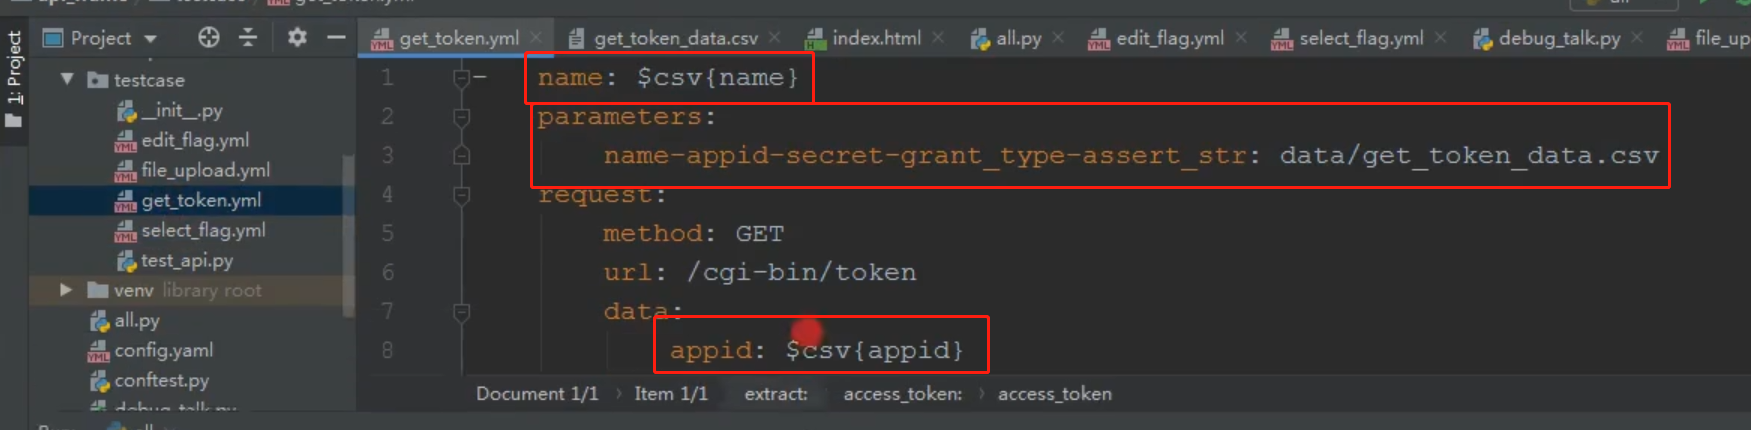 get_token.yml
1: Project
Project
get_token.yml
get_token_data.csv
index.html
all.py
edit_flag.yml
select_flag.yml
debug_talk.py
file_up
testcase
__init__.py
edit_flag.yml
file_upload.yml
get_token.yml
select_flag.yml
test_api.py
venv library root
all.py
config.yaml
conftest.py
debug_talk.py
1 - name: $csv{name}
2 parameters:
3 name-appid-secret-grant_type-assert_str: data/get_token_data.csv
4 request:
5 method: GET
6 url: /cgi-bin/token
7 data:
8 appid: $csv{appid}
Document 1/1 › Item 1/1 › extract: › access_token: › access_token